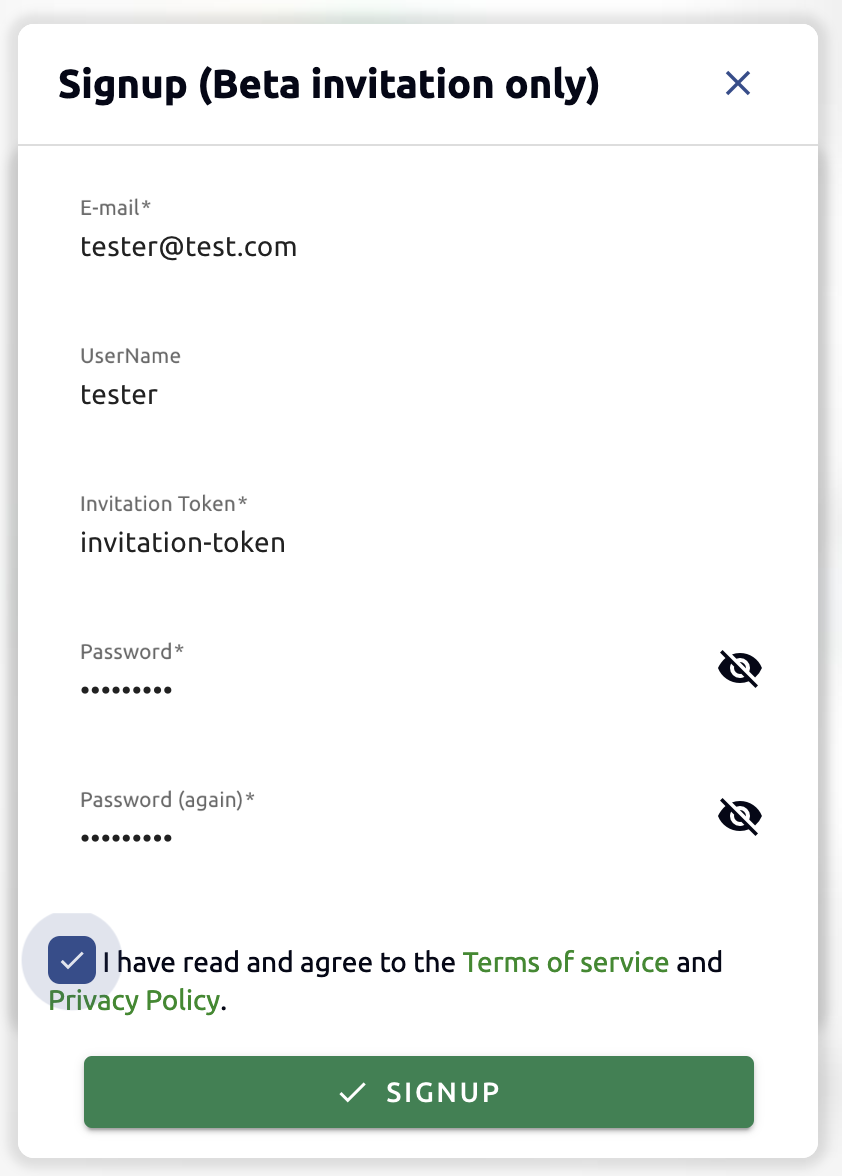 Signup (Beta invitation only)
E-mail*
tester@test.com
UserName
tester
Invitation Token*
invitation-token
Password*
•••••••••
Password (again)*
•••••••••
I have read and agree to the Terms of service and
Privacy Policy.
SIGNUP